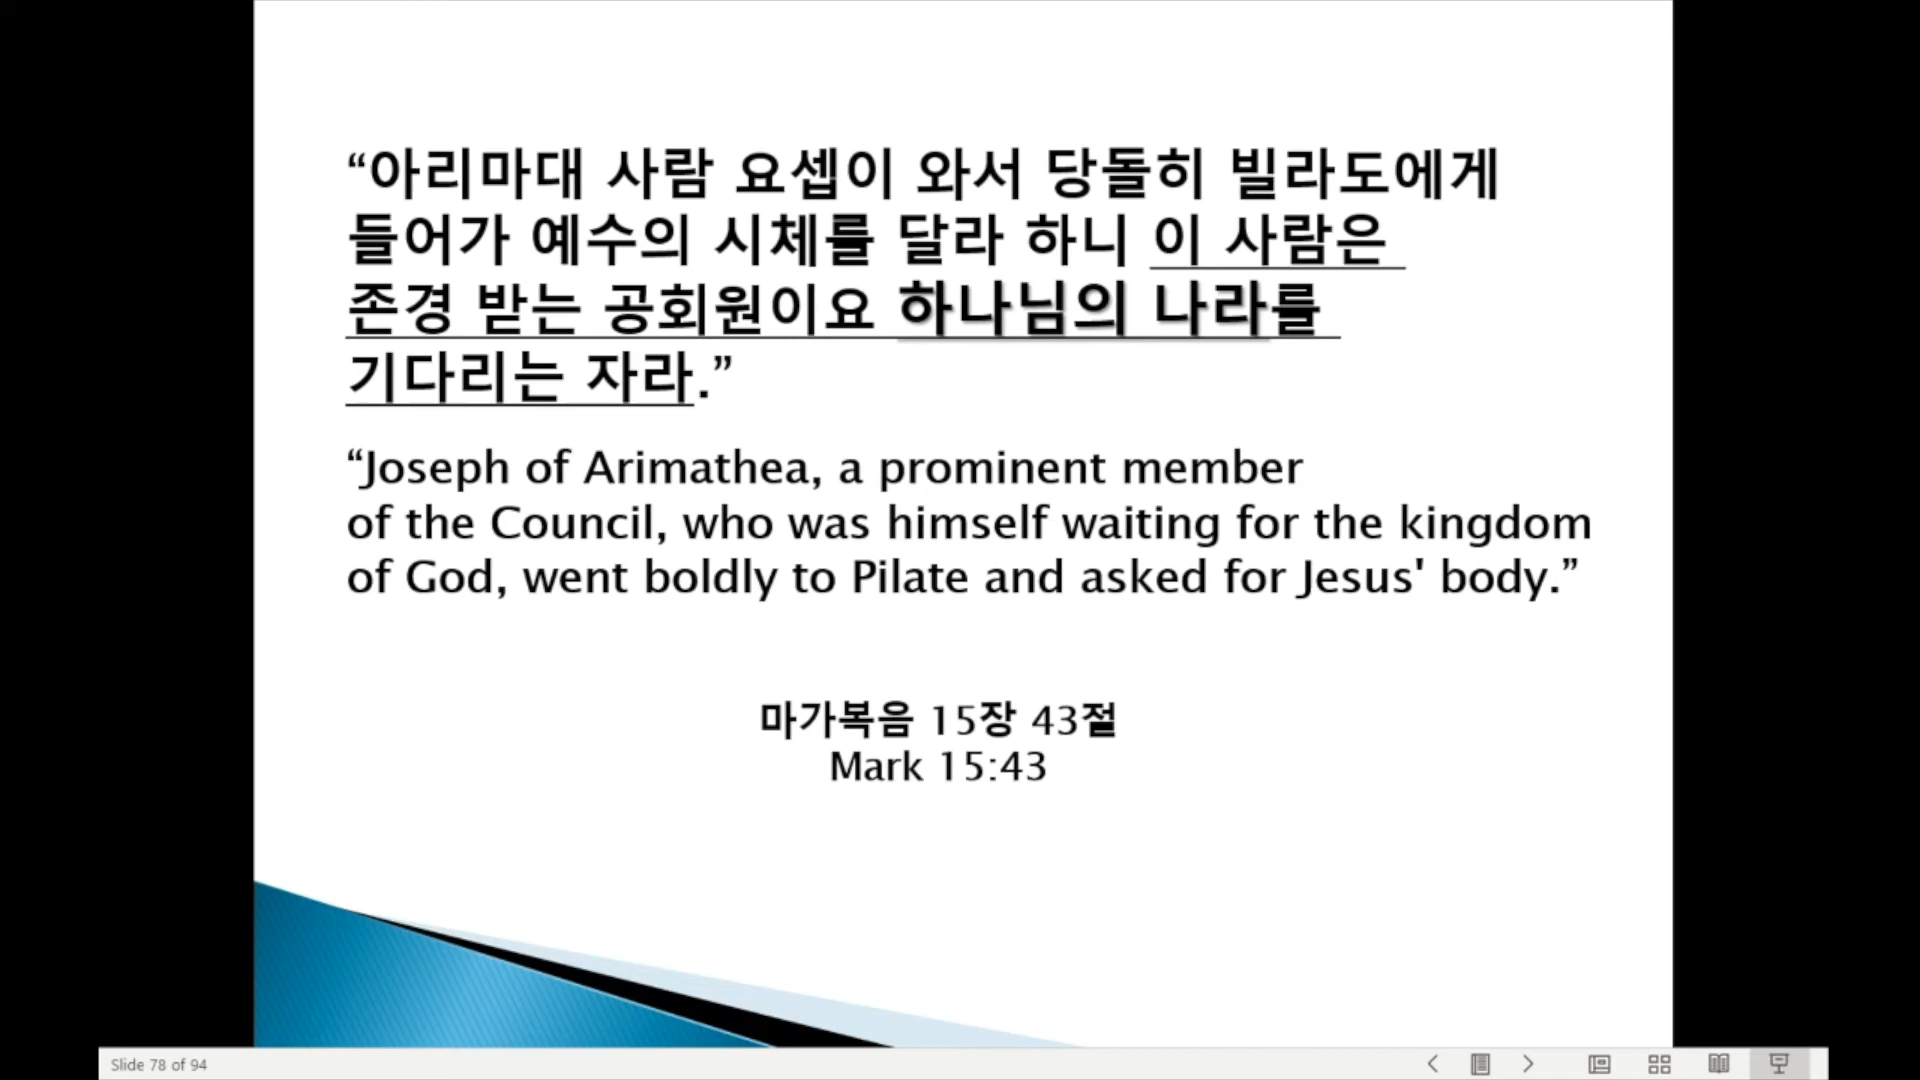 “아리마대 사람 요셉이 와서 당돌히 빌라도에게
들어가 예수의 시체를 달라 하니 이 사람은
존경 받는 공회원이요 하나님의 나라를
기다리는 자라.”
“Joseph of Arimathea, a prominent member
of the Council, who was himself waiting for the kingdom
of God, went boldly to Pilate and asked for Jesus' body.”
마가복음 15장 43절
Mark 15:43
Slide 78 of 94